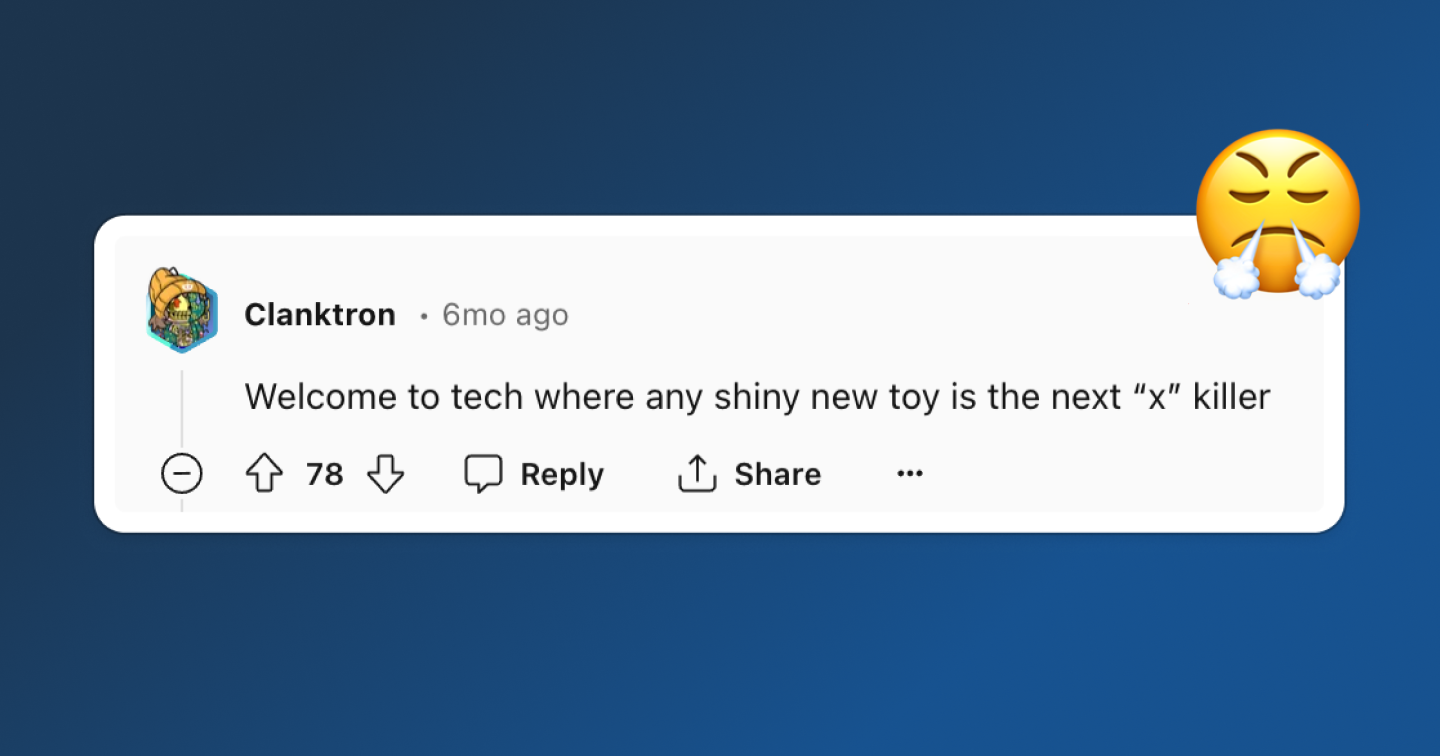 Clanktron • 6mo ago
Welcome to tech where any shiny new toy is the next “x” killer
78 Reply Share ...